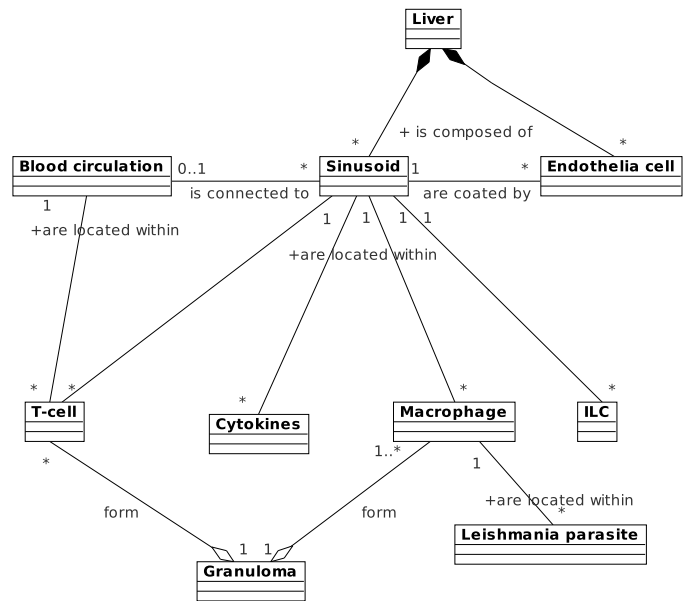 Liver
+ is composed of
*
*
Blood circulation
0..1
*
Sinusoid
1
*
Endothelia cell
is connected to
are coated by
1
1
1
1
1
+are located within
+are located within
*
*
*
*
*
T-cell
Cytokines
Macrophage
ILC
*
1..*
1
+are located within
*
form
form
Leishmania parasite
1
1
Granuloma